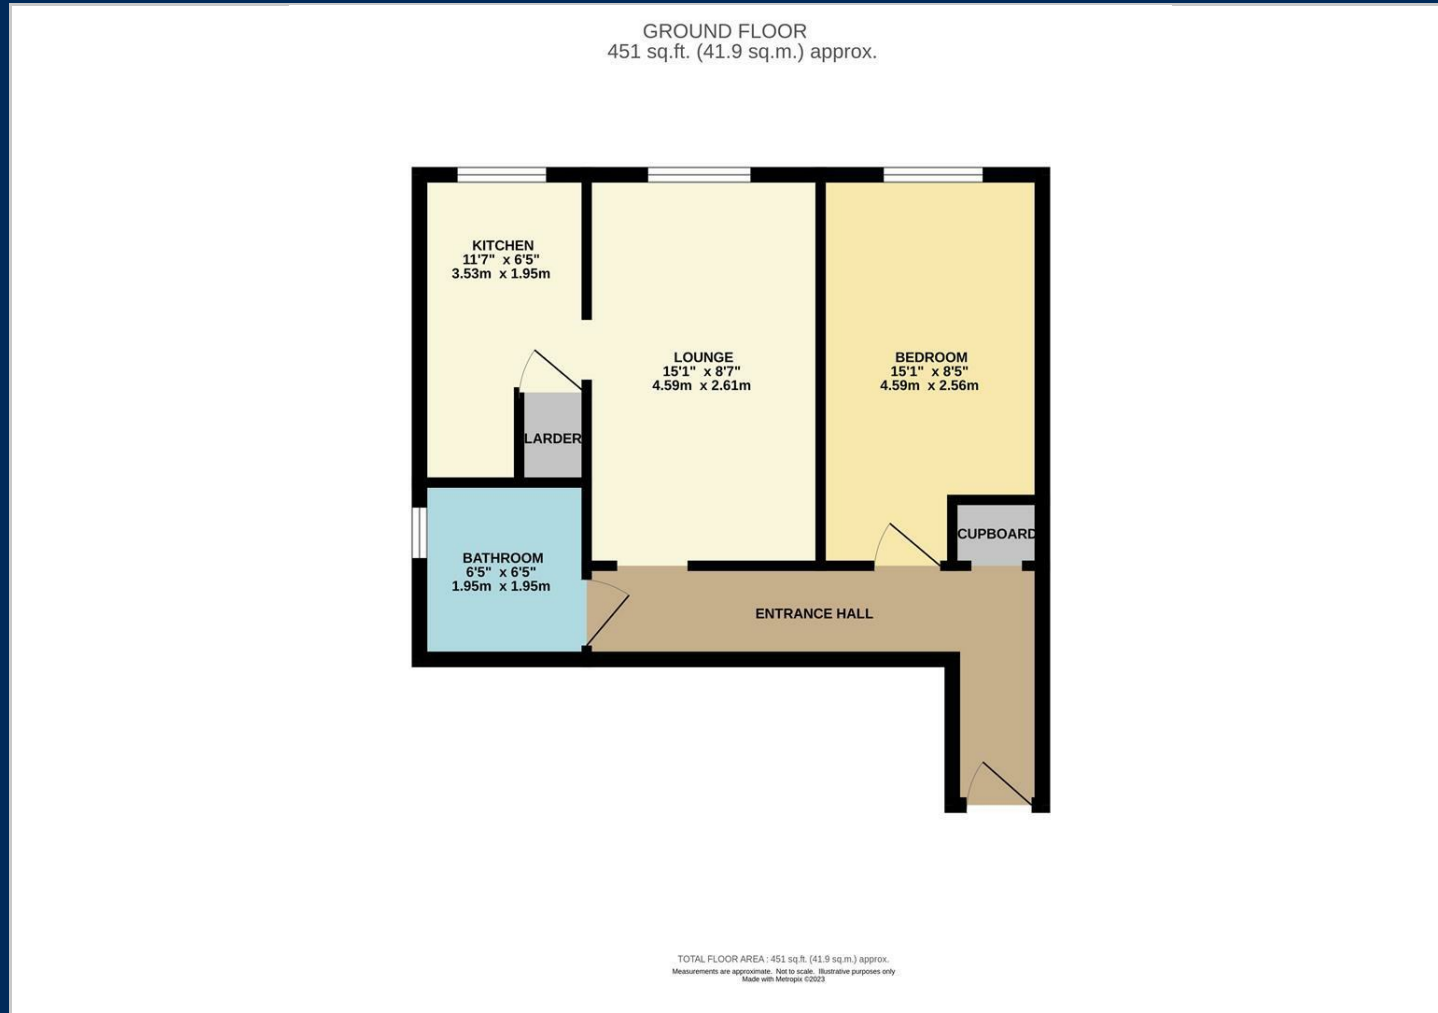 GROUND FLOOR
451 sq.ft. (41.9 sq.m.) approx.
KITCHEN
11'7" x 6'5"
3.53m x 1.95m
LOUNGE
15'1" x 8'7"
4.59m x 2.61m
BEDROOM
15'1" x 8'5"
4.59m x 2.56m
LARDER
CUPBOARD
BATHROOM
6'5" x 6'5"
1.95m x 1.95m
ENTRANCE HALL
TOTAL FLOOR AREA : 451 sq.ft. (41.9 sq.m.) approx.
Measurements are approximate. Not to scale. Illustrative purposes only
Made with Metropix ©2023